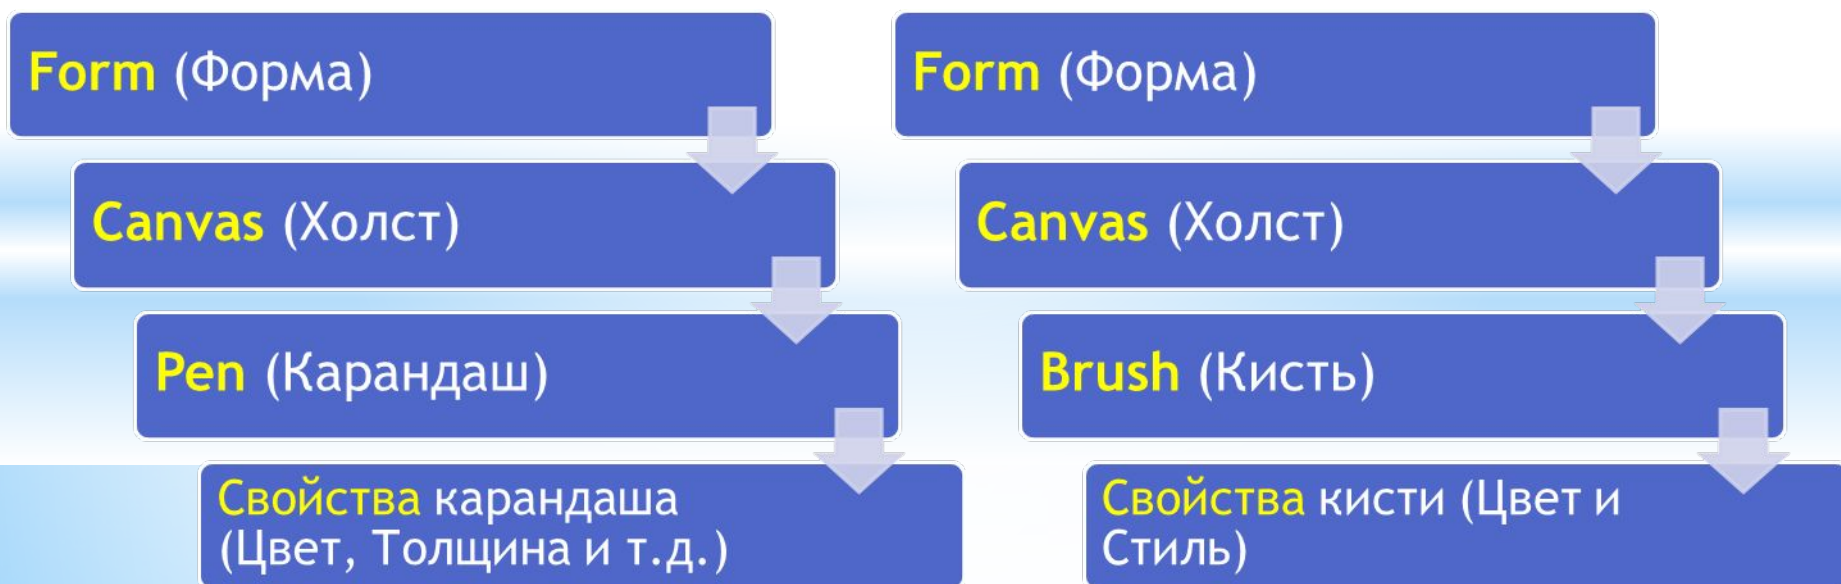 Form (Форма)
Canvas (Холст)
Pen (Карандаш)
Свойства карандаша
(Цвет, Толщина и т.д.)
Form (Форма)
Canvas (Холст)
Brush (Кисть)
Свойства кисти (Цвет и
Стиль)